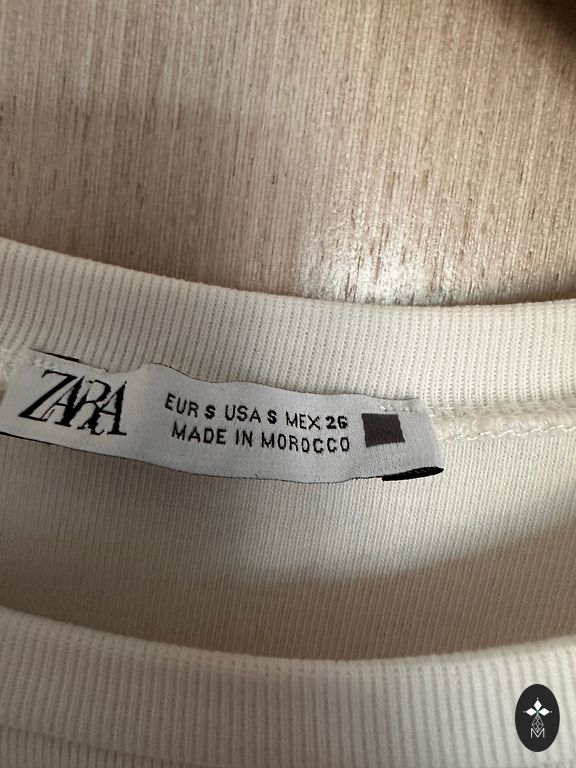 ZARA
EUR S USA S MEX 26
MADE IN MOROCCO
M